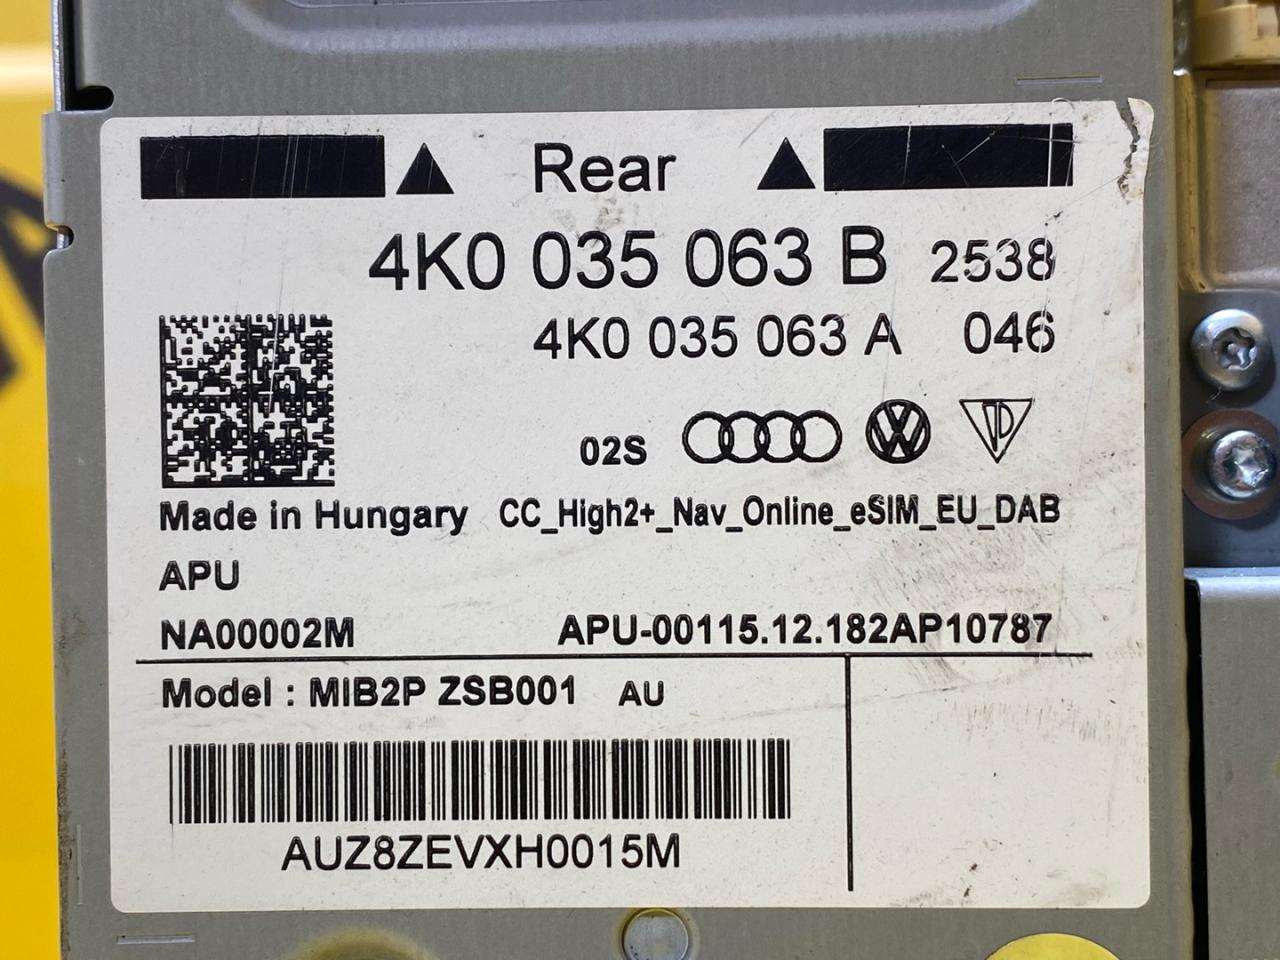 Rear
4K0 035 063 B 2538
4K0 035 063 A 046
02S
Made in Hungary CC_High2+_Nav_Online_eSIM_EU_DAB
APU
NA00002M APU-00115.12.182AP10787
Model : MIB2P ZSB001 AU
AUZ8ZEVXH0015M